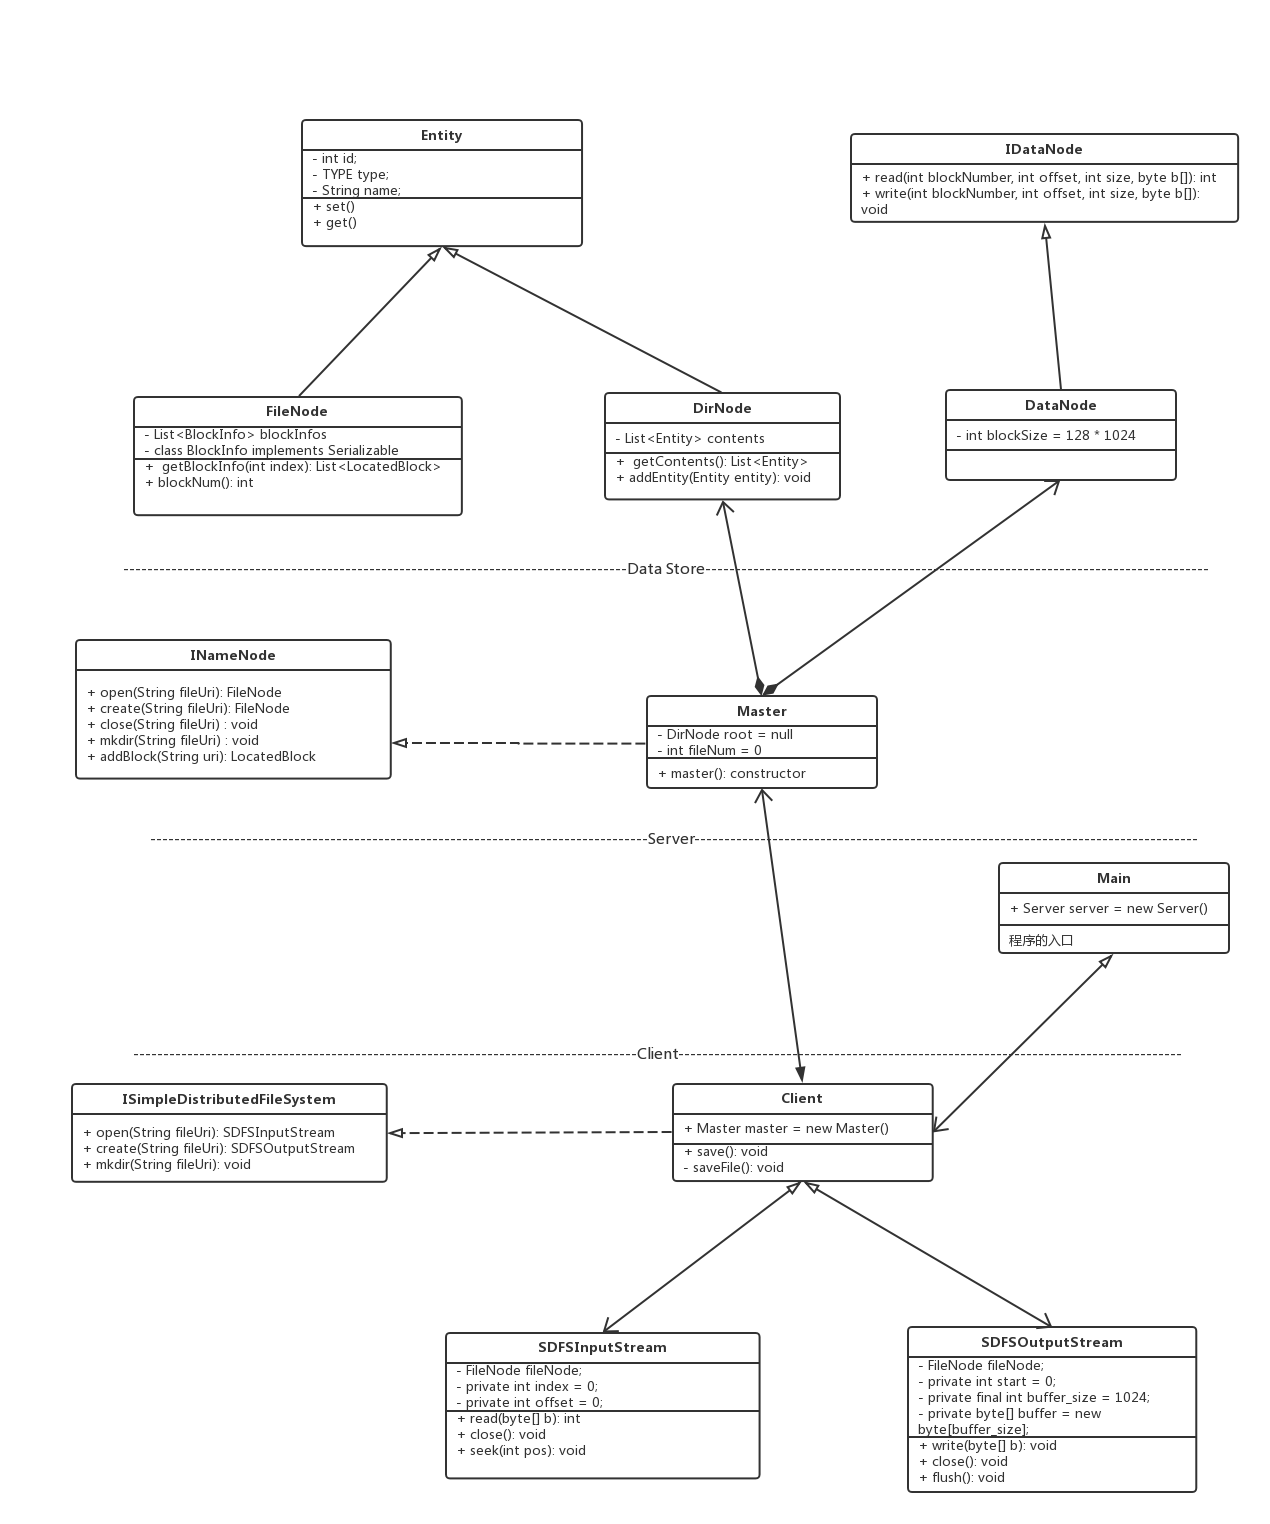 Entity
- int id;
- TYPE type;
- String name;
+ set()
+ get()
IDataNode
+ read(int blockNumber, int offset, int size, byte b[]): int
+ write(int blockNumber, int offset, int size, byte b[]):
void
FileNode
- List<BlockInfo> blockInfos
- class BlockInfo implements Serializable
+  getBlockInfo(int index): List<LocatedBlock>
+ blockNum(): int
DirNode
- List<Entity> contents
+  getContents(): List<Entity>
+ addEntity(Entity entity): void
DataNode
- int blockSize = 128 * 1024
Data Store
INameNode
+ open(String fileUri): FileNode
+ create(String fileUri): FileNode
+ close(String fileUri) : void
+ mkdir(String fileUri) : void
+ addBlock(String uri): LocatedBlock
Master
- DirNode root = null
- int fileNum = 0
+ master(): constructor
Server
Main
+ Server server = new Server()
程序的入口
Client
ISimpleDistributedFileSystem
+ open(String fileUri): SDFSInputStream
+ create(String fileUri): SDFSOutputStream
+ mkdir(String fileUri): void
Client
+ Master master = new Master()
+ save(): void
- saveFile(): void
SDFSInputStream
- FileNode fileNode;
- private int index = 0;
- private int offset = 0;
+ read(byte[] b): int
+ close(): void
+ seek(int pos): void
SDFSOutputStream
- FileNode fileNode;
- private int start = 0;
- private final int buffer_size = 1024;
- private byte[] buffer = new
byte[buffer_size];
+ write(byte[] b): void
+ close(): void
+ flush(): void